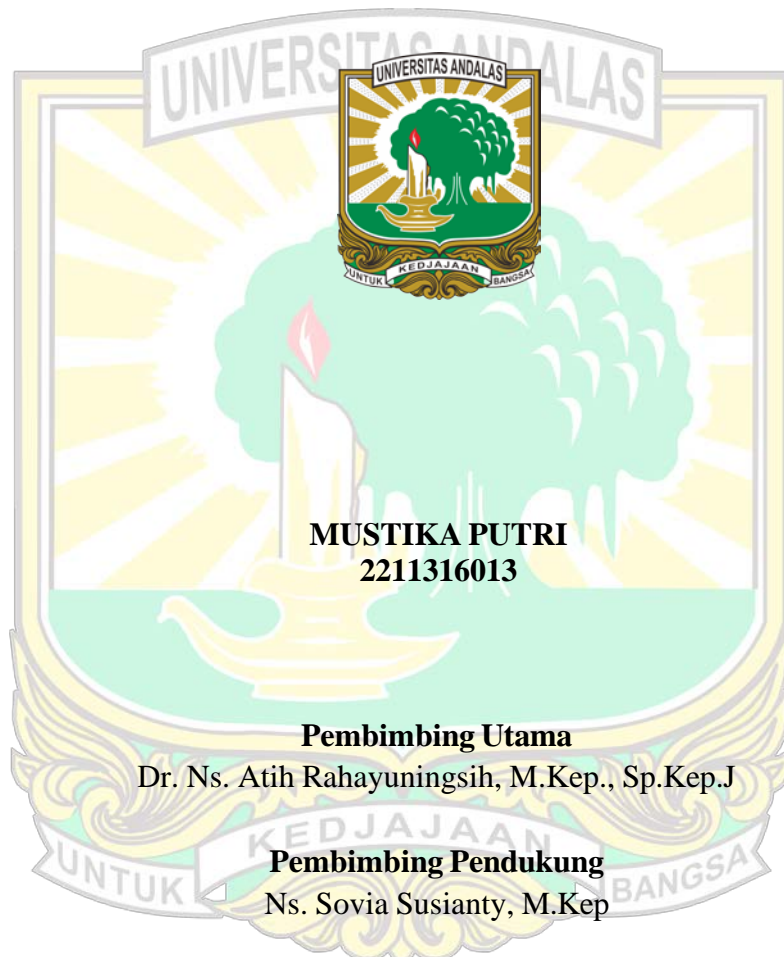 UNIVERSITAS ANDALAS
UNIVERSITAS ANDALAS
UNTUK KEDJAJAAN BANGSA
MUSTIKA PUTRI
2211316013
Pembimbing Utama
Dr. Ns. Atih Rahayuningsih, M.Kep., Sp.Kep.J
UNTUK KEDJAJAAN BANGSA
Pembimbing Pendukung
Ns. Sovia Susianty, M.Kep